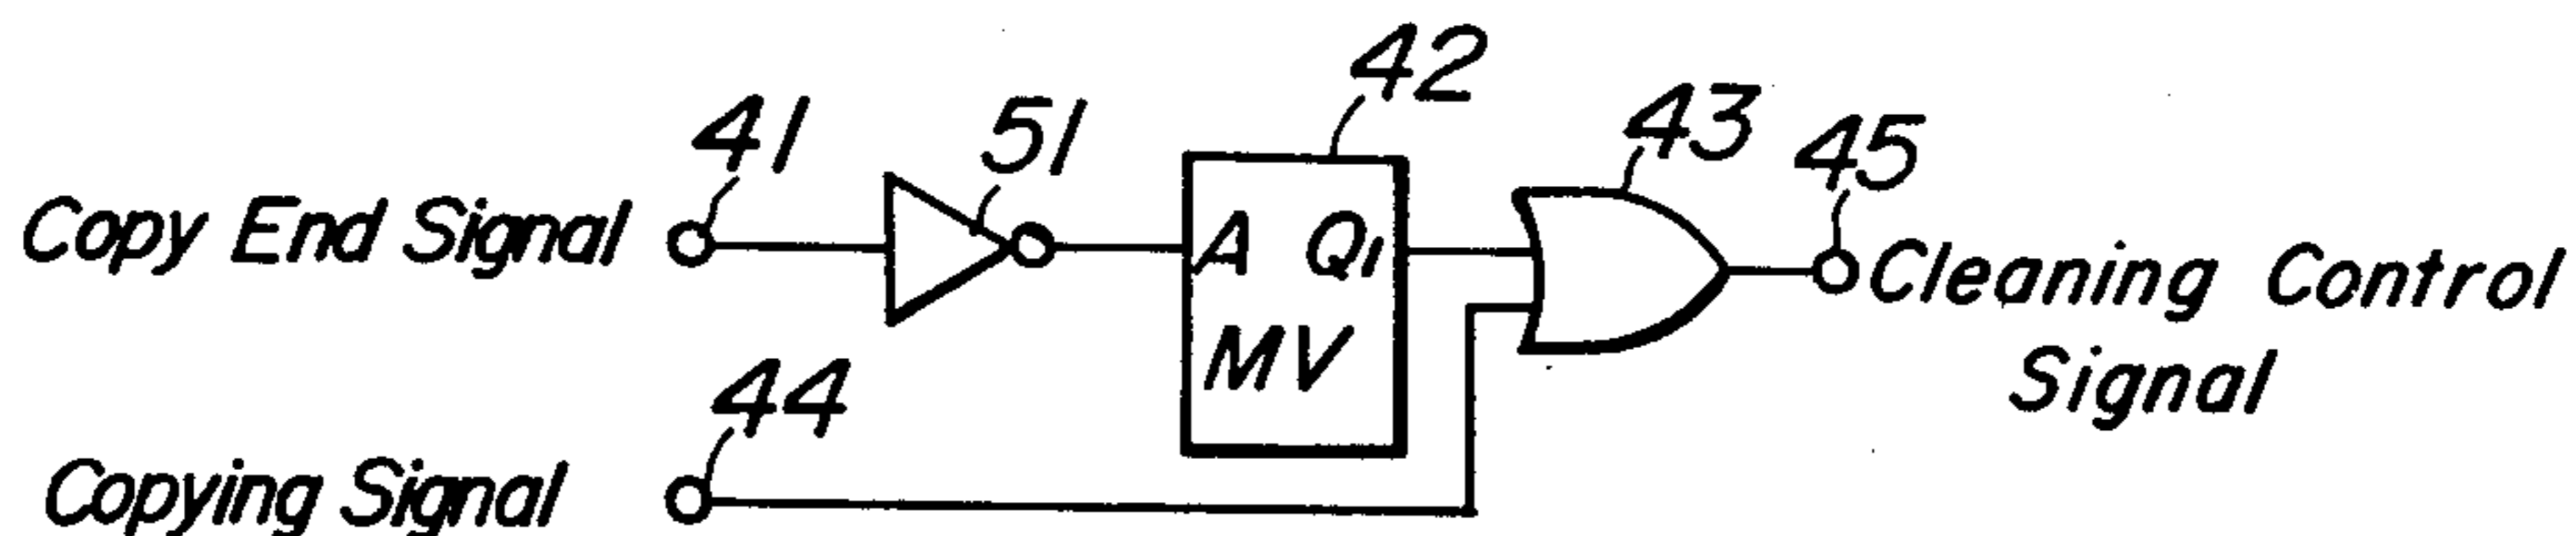 42
43
41
51
45
Copy End Signal
A Q1
Cleaning Control
Signal
MV
44
Copying Signal